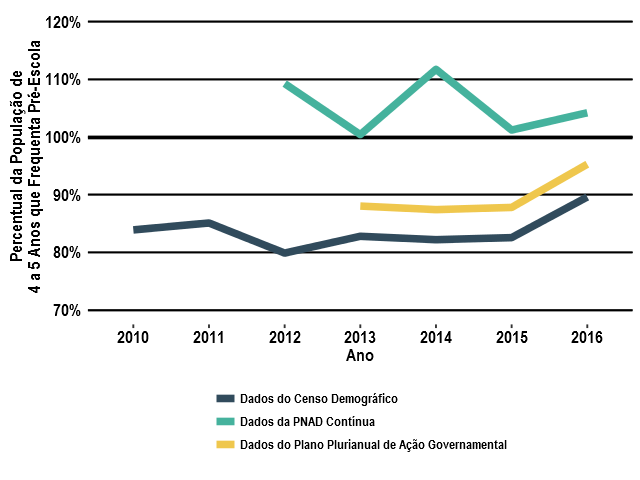 Percentual da População de
4 a 5 Anos que Frequenta Pré-Escola
120%
110%
100%
90%
80%
70%
2010 2011 2012 2013 2014 2015 2016
Ano
Dados do Censo Demográfico
Dados da PNAD Contínua
Dados do Plano Plurianual de Ação Governamental